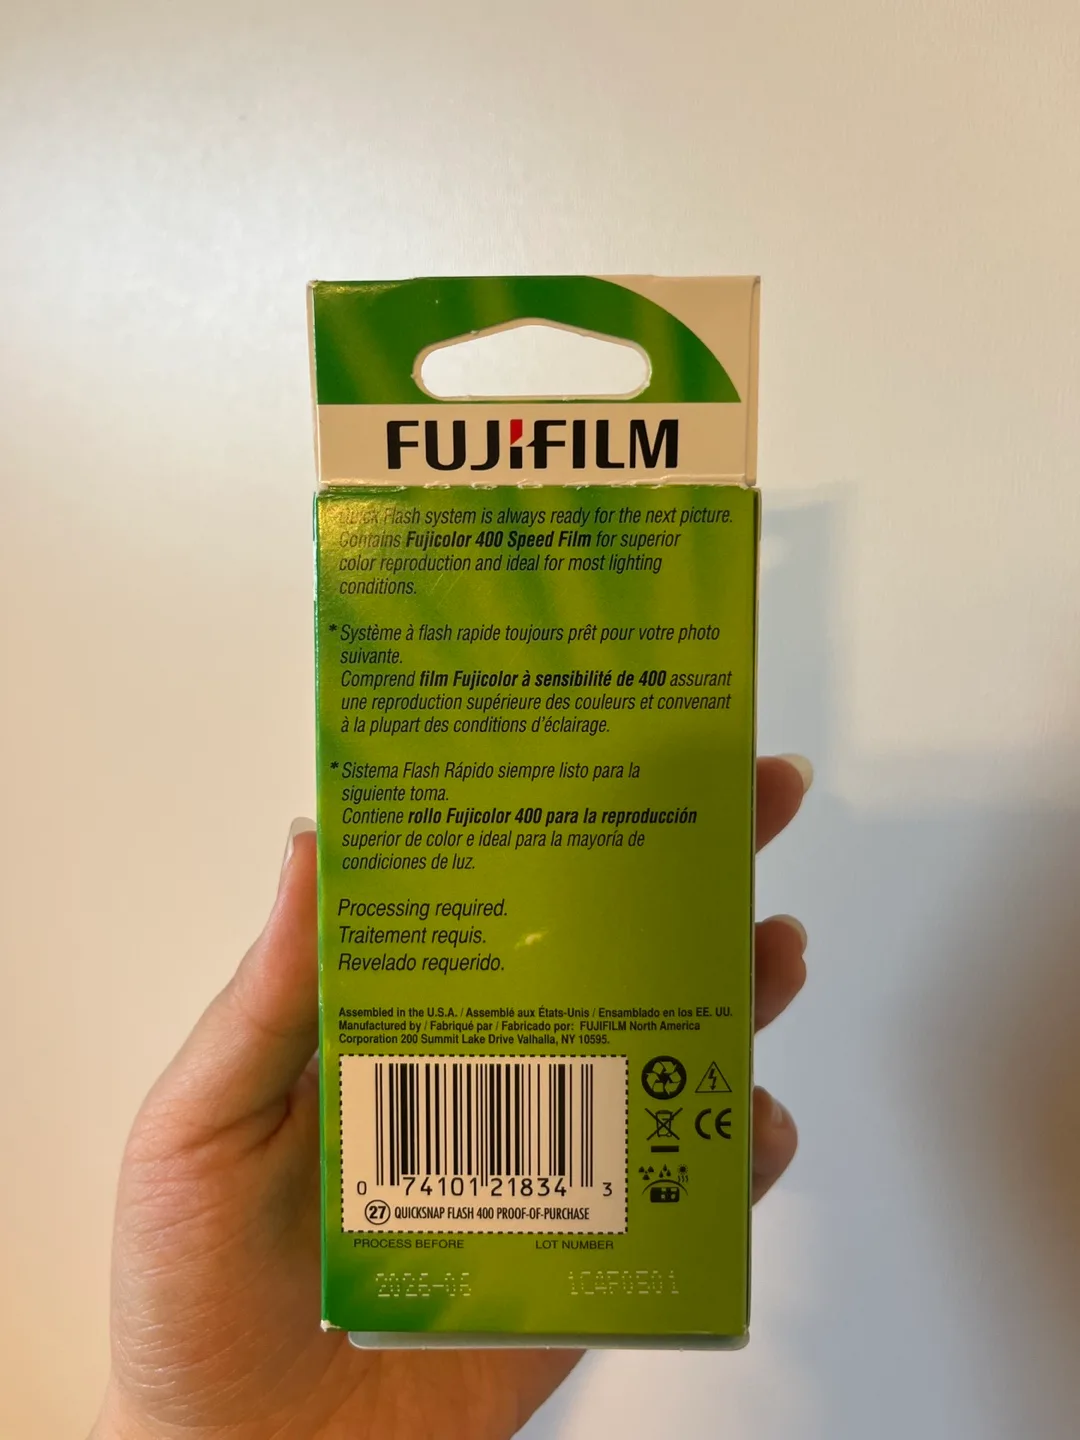 FUJIFILM
Quick Flash system is always ready for the next picture.
Contains Fujicolor 400 Speed Film for superior
color reproduction and ideal for most lighting
conditions.
* Système à flash rapide toujours prêt pour votre photo
suivante.
Comprend film Fujicolor à sensibilité de 400 assurant
une reproduction supérieure des couleurs et convenant
à la plupart des conditions d'éclairage.
* Sistema Flash Rápido siempre listo para la
siguiente toma.
Contiene rollo Fujicolor 400 para la reproducción
superior de color e ideal para la mayoría de
condiciones de luz.
Processing required.
Traitement requis.
Revelado requerido.
Assembled in the U.S.A. / Assemblé aux États-Unis / Ensamblado en los EE. UU.
Manufactured by / Fabriqué par / Fabricado por: FUJIFILM North America
Corporation 200 Summit Lake Drive Valhalla, NY 10595.
CE
0 74101 21834 3
27 QUICKSNAP FLASH 400 PROOF-OF-PURCHASE
PROCESS BEFORE LOT NUMBER
2026-06 1CAF0501